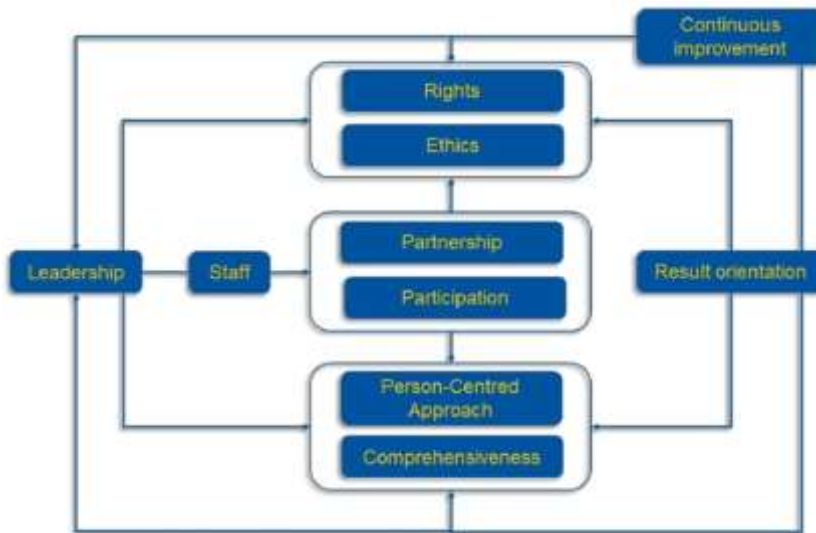 Continuous
improvement
Rights
Ethics
Partnership
Leadership
Staff
Result orientation
Participation
Person-Centred
Approach
Comprehensiveness